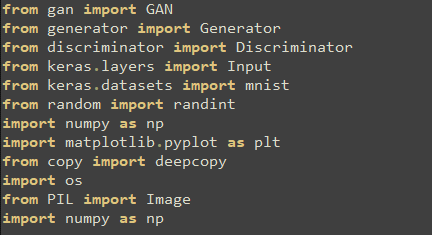 from gan import GAN
from generator import Generator
from discriminator import Discriminator
from keras.layers import Input
from keras.datasets import mnist
from random import randint
import numpy as np
import matplotlib.pyplot as plt
from copy import deepcopy
import os
from PIL import Image
import numpy as np